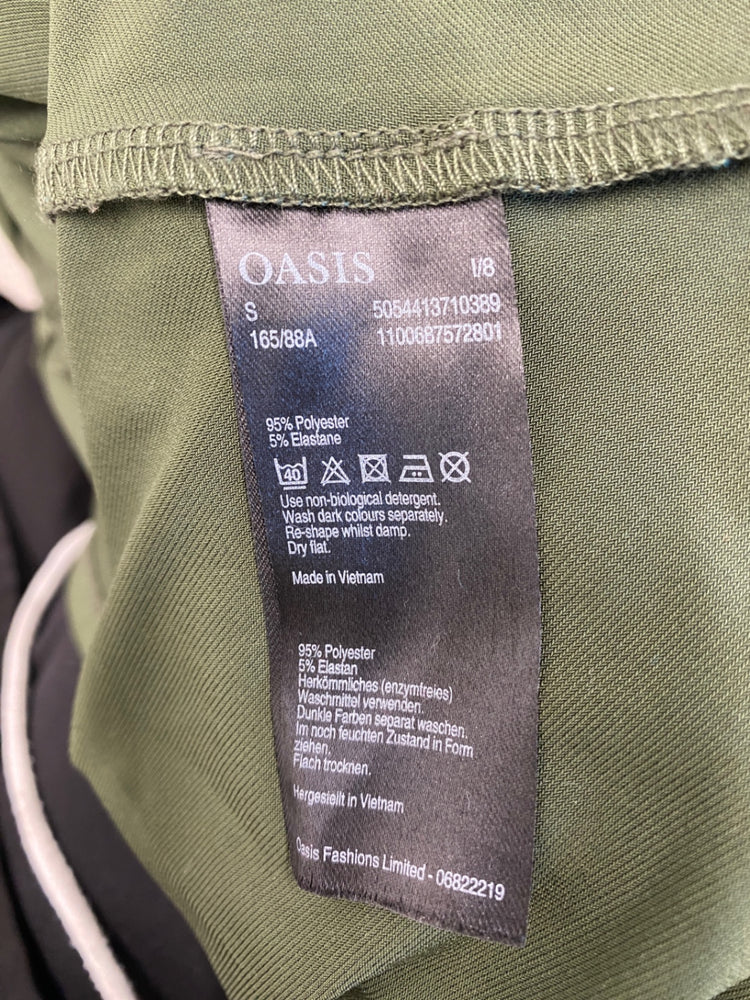 OASIS I/8
S 5054413710389
165/88A 1100687572801
95% Polyester
5% Elastane
40
Use non-biological detergent.
Wash dark colours separately.
Re-shape whilst damp.
Dry flat.
Made in Vietnam
95% Polyester
5% Elastan
Herkömmliches (enzymfreies)
Waschmittel verwenden.
Dunkle Farben separat waschen.
Im noch feuchten Zustand in Form
ziehen.
Flach trocknen.
Hergestellt in Vietnam
Oasis Fashions Limited - 06822219